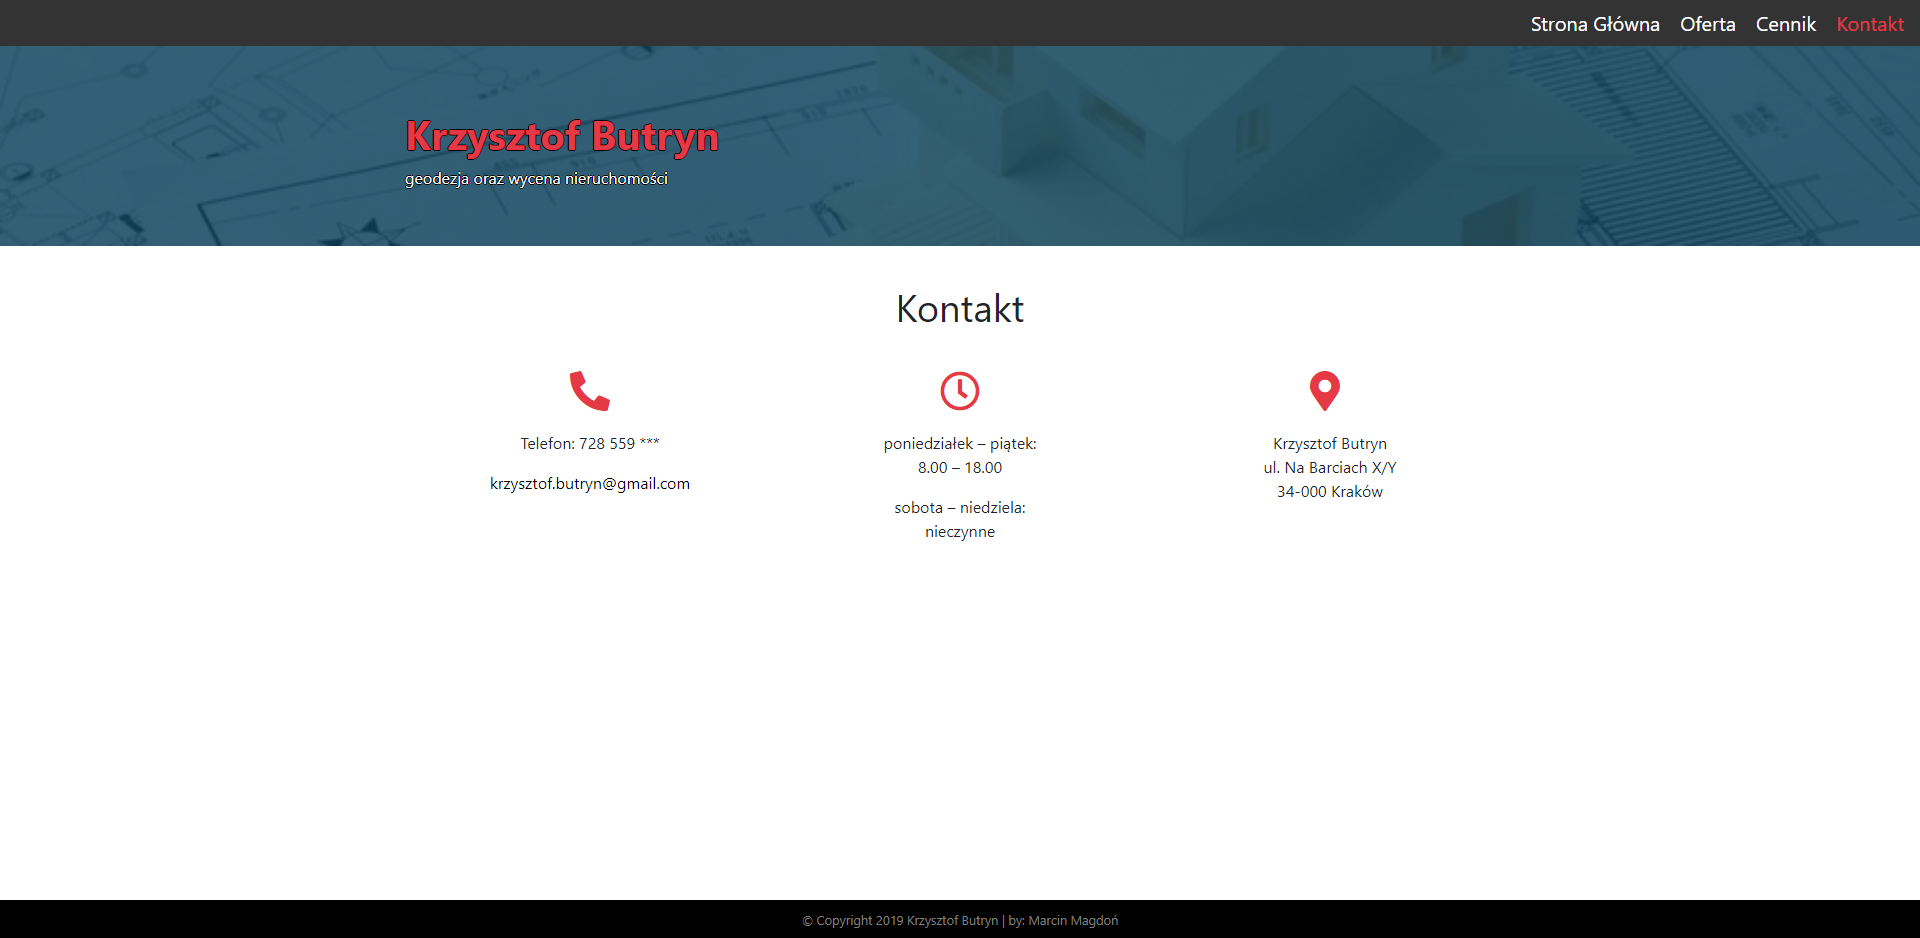 Strona Główna Oferta Cennik Kontakt
Krzysztof Butryn
geodezja oraz wycena nieruchomości
Kontakt
Telefon: 728 559 ***
krzysztof.butryn@gmail.com
poniedziałek – piątek:
8.00 – 18.00
sobota – niedziela:
nieczynne
Krzysztof Butryn
ul. Na Barciach X/Y
34-000 Kraków
© Copyright 2019 Krzysztof Butryn | by: Marcin Magdoń